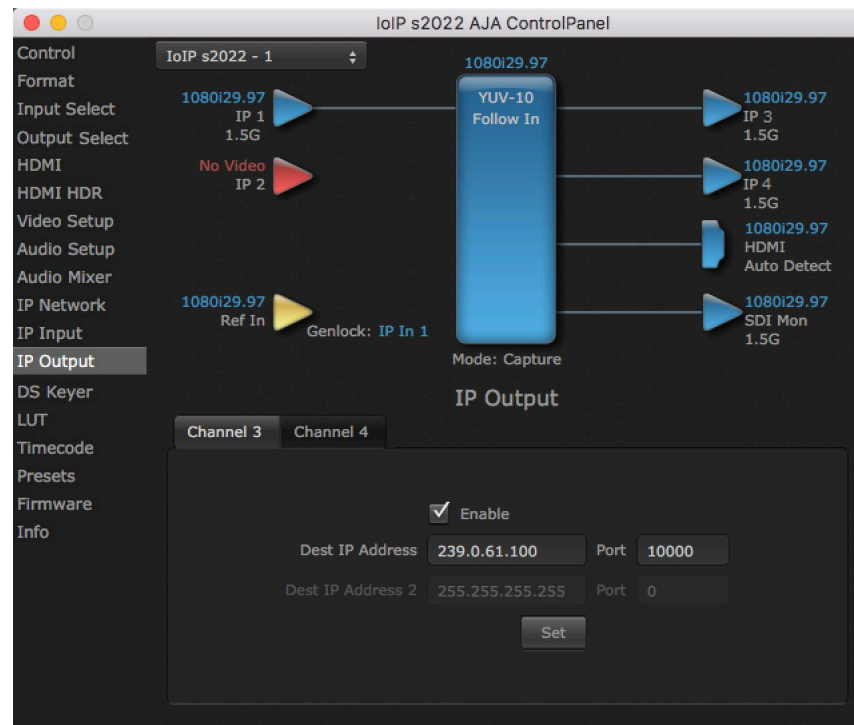 IoIP s2022 AJA ControlPanel
Control
Format
Input Select
Output Select
HDMI
HDMI HDR
Video Setup
Audio Setup
Audio Mixer
IP Network
IP Input
IP Output
DS Keyer
LUT
Timecode
Presets
Firmware
Info
IoIP s2022 - 1
1080i29.97
IP 1
1.5G
No Video
IP 2
1080i29.97
Ref In
Genlock: IP In 1
1080i29.97
YUV-10
Follow In
Mode: Capture
1080i29.97
IP 3
1.5G
1080i29.97
IP 4
1.5G
1080i29.97
HDMI
Auto Detect
1080i29.97
SDI Mon
1.5G
IP Output
Channel 3 Channel 4
Enable
Dest IP Address 239.0.61.100 Port 10000
Dest IP Address 2 255.255.255.255 Port 0
Set